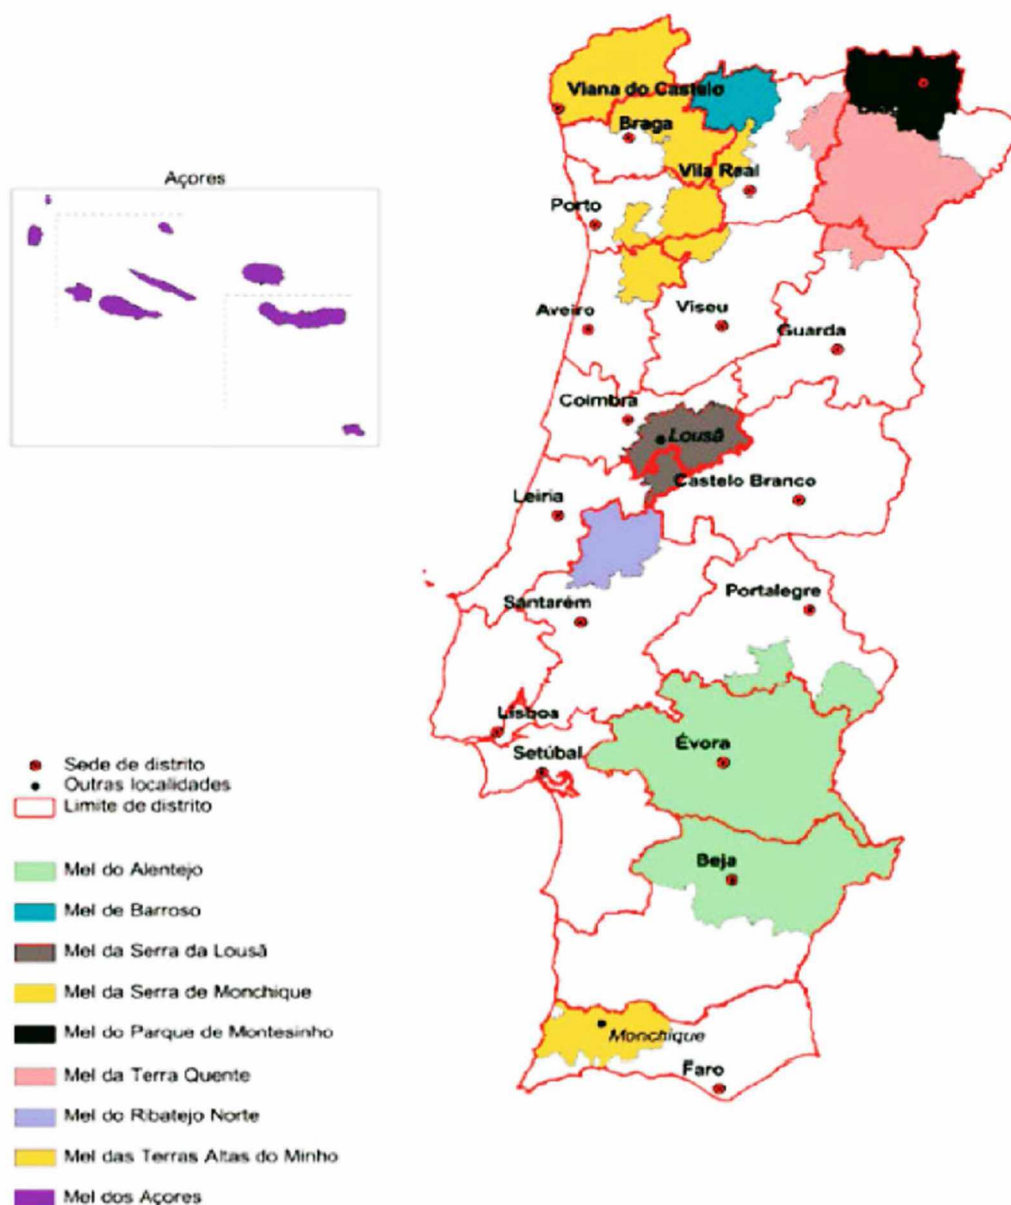 Viana do Castelo
Braga
Vila Real
Açores
Porto
Aveiro
Viseu
Guarda
Coimbra
Lousã
Castelo Branco
Leiria
Portalegre
Santarém
Lisboa
Évora
Setúbal
Sede de distrito
Outras localidades
Limite de distrito
Beja
Mel do Alentejo
Mel de Barroso
Mel da Serra da Lousã
Mel da Serra de Monchique
Mel do Parque de Montesinho
Monchique
Mel da Terra Quente
Faro
Mel do Ribatejo Norte
Mel das Terras Altas do Minho
Mel dos Açores